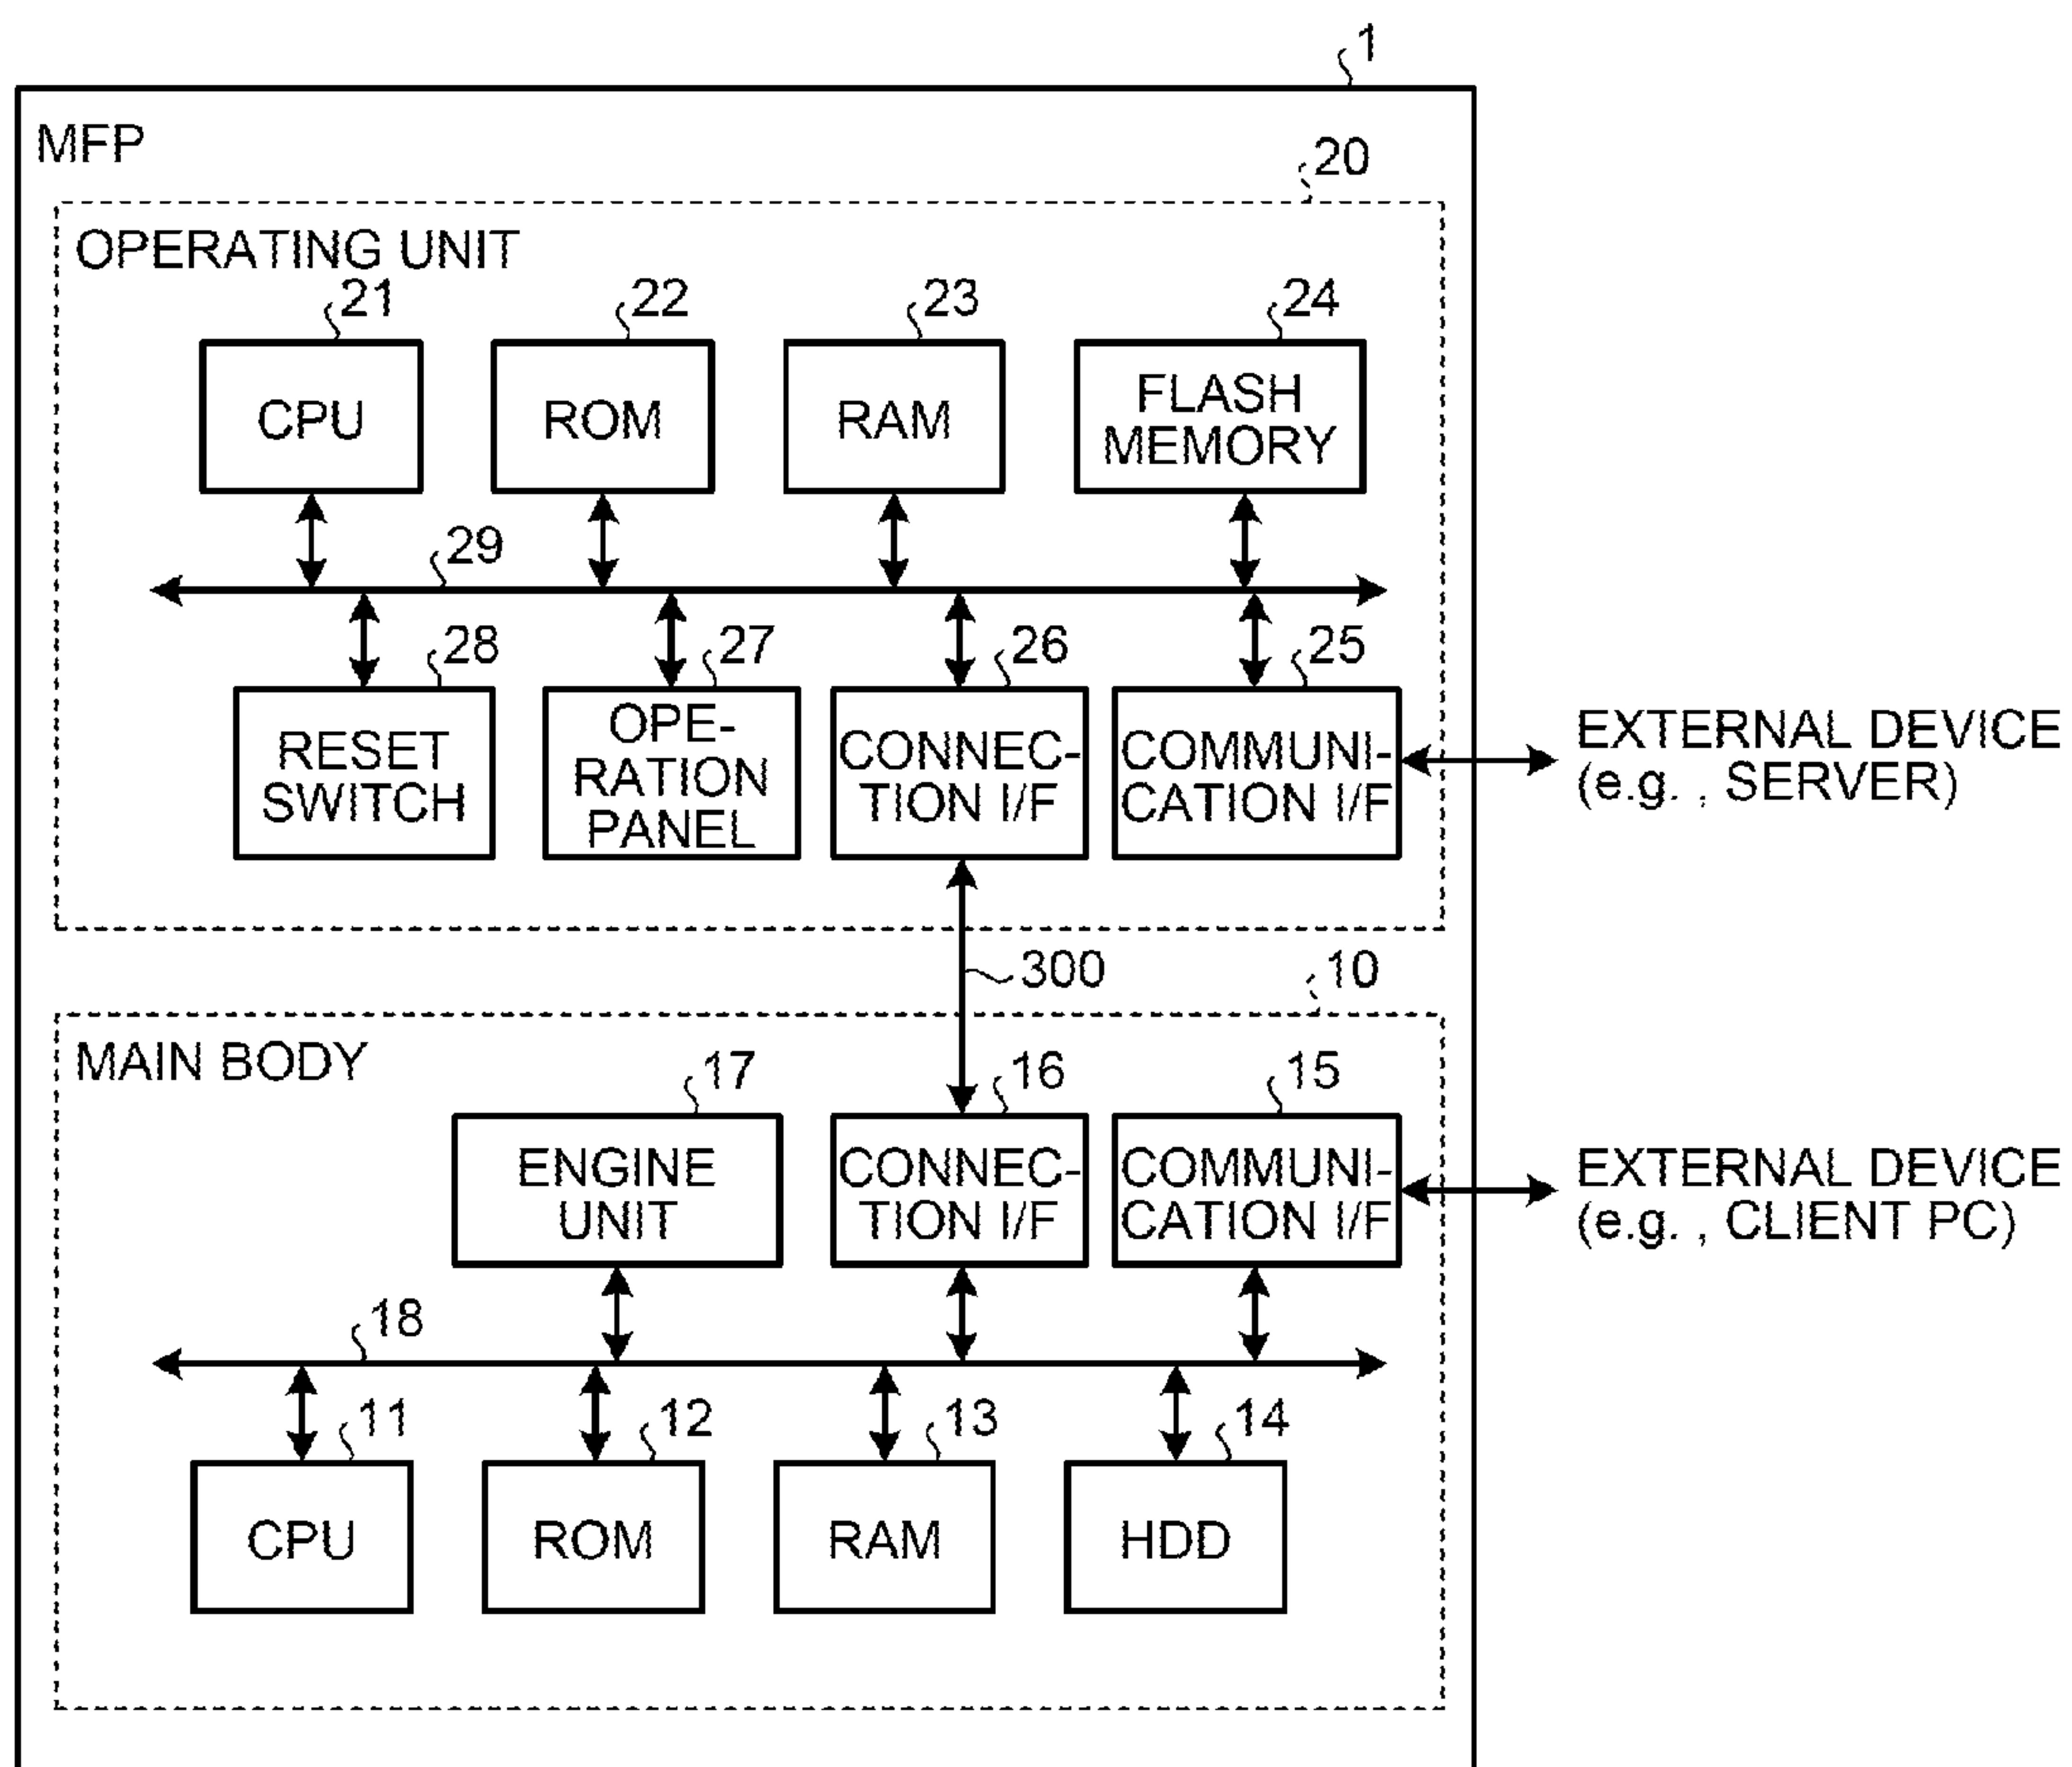 1
MFP
20
OPERATING UNIT
21
22
23
24
CPU
ROM
RAM
FLASH
MEMORY
29
28
27
26
25
RESET
SWITCH
OPE-
RATION
PANEL
CONNEC-
TION I/F
COMMUNI-
CATION I/F
EXTERNAL DEVICE
(e.g. , SERVER)
300
10
MAIN BODY
17
16
15
ENGINE
UNIT
CONNEC-
TION I/F
COMMUNI-
CATION I/F
EXTERNAL DEVICE
(e.g. , CLIENT PC)
18
11
12
13
14
CPU
ROM
RAM
HDD